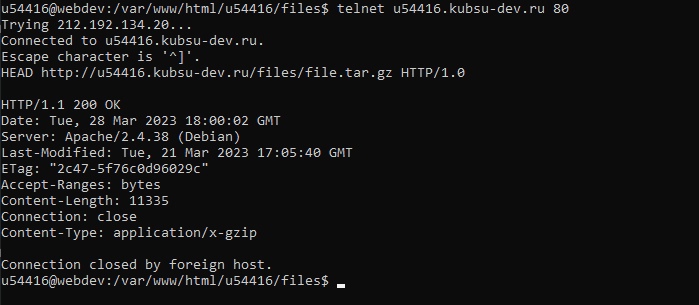 u54416@webdev:/var/www/html/u54416/files$ telnet u54416.kubsu-dev.ru 80
Trying 212.192.134.20...
Connected to u54416.kubsu-dev.ru.
Escape character is '^]'.
HEAD http://u54416.kubsu-dev.ru/files/file.tar.gz HTTP/1.0

HTTP/1.1 200 OK
Date: Tue, 28 Mar 2023 18:00:02 GMT
Server: Apache/2.4.38 (Debian)
Last-Modified: Tue, 21 Mar 2023 17:05:40 GMT
ETag: "2c47-5f76c0d96029c"
Accept-Ranges: bytes
Content-Length: 11335
Connection: close
Content-Type: application/x-gzip

Connection closed by foreign host.
u54416@webdev:/var/www/html/u54416/files$